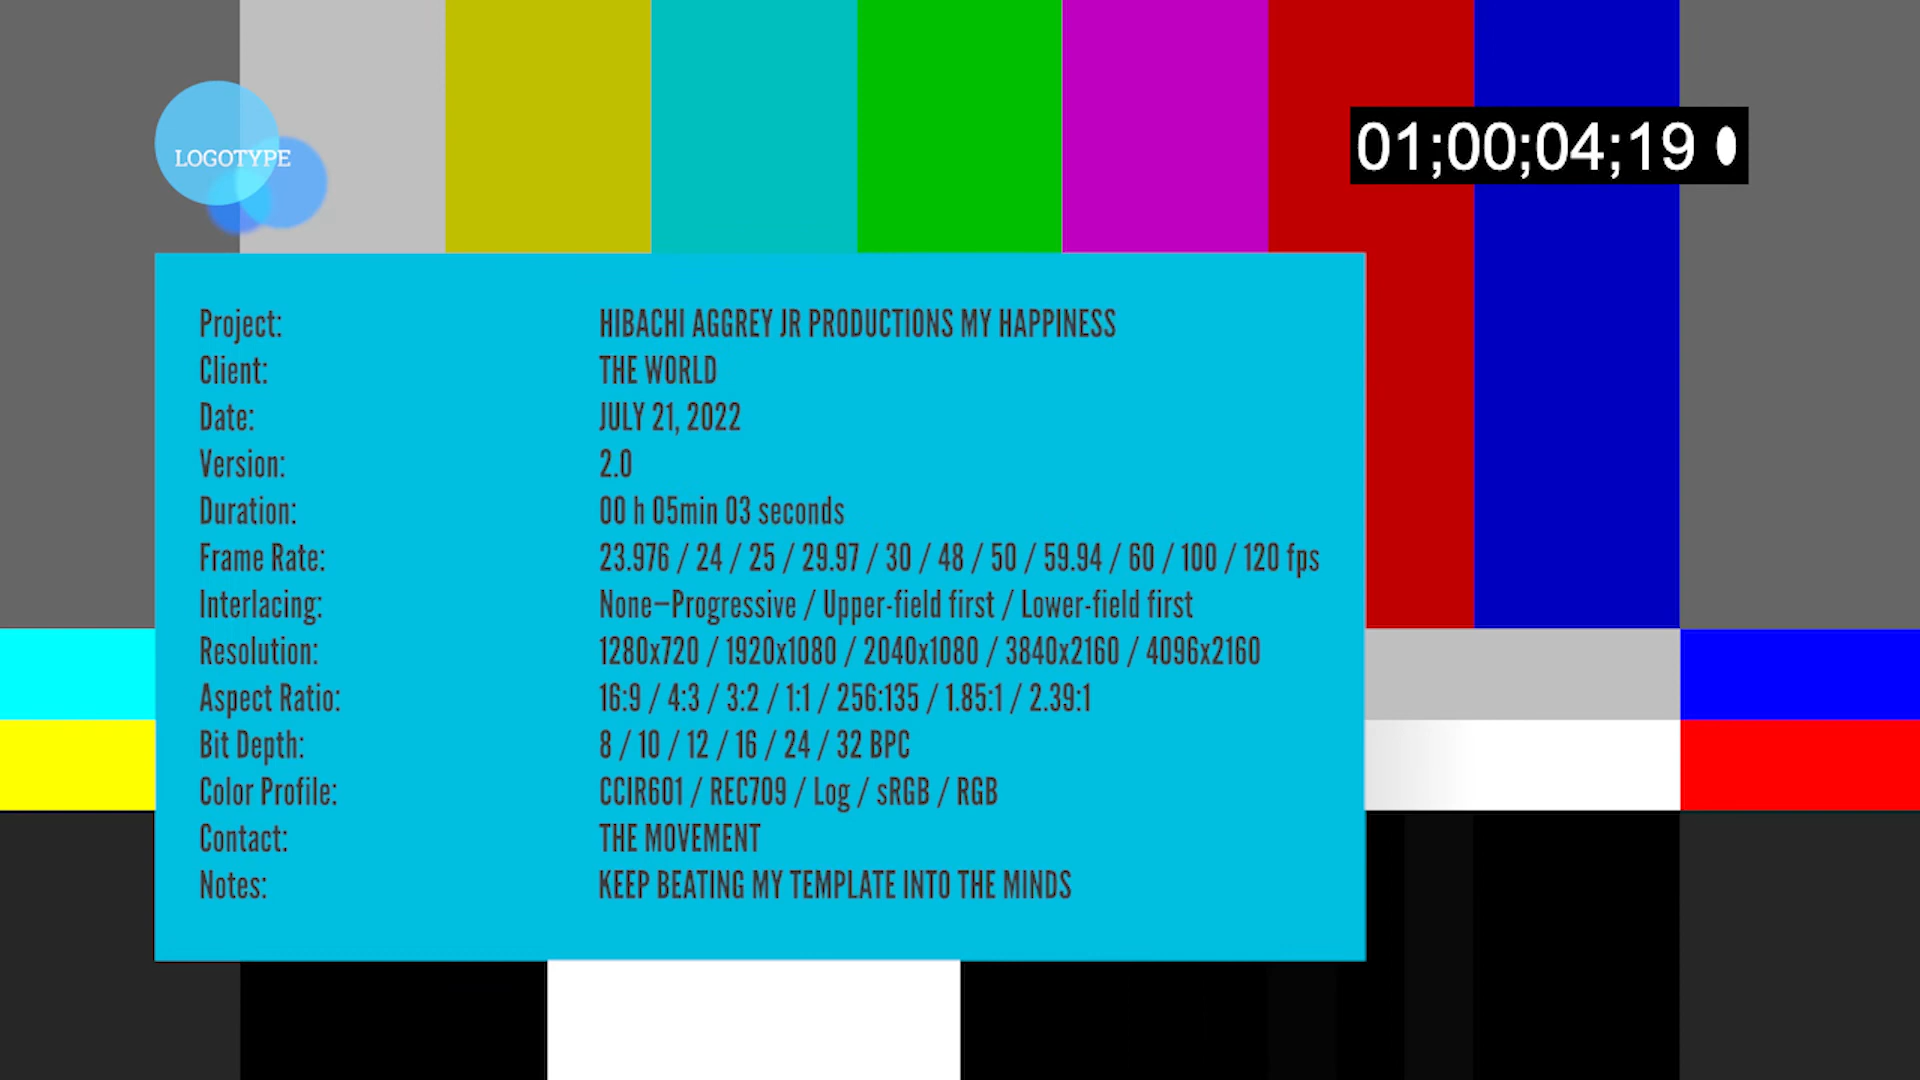 LOGOTYPE
01;00;04;19
Project: HIBACHI AGGREY JR PRODUCTIONS MY HAPPINESS
Client: THE WORLD
Date: JULY 21, 2022
Version: 2.0
Duration: 00 h 05min 03 seconds
Frame Rate: 23.976 / 24 / 25 / 29.97 / 30 / 48 / 50 / 59.94 / 60 / 100 / 120 fps
Interlacing: None–Progressive / Upper-field first / Lower-field first
Resolution: 1280x720 / 1920x1080 / 2040x1080 / 3840x2160 / 4096x2160
Aspect Ratio: 16:9 / 4:3 / 3:2 / 1:1 / 256:135 / 1.85:1 / 2.39:1
Bit Depth: 8 / 10 / 12 / 16 / 24 / 32 BPC
Color Profile: CCIR601 / REC709 / Log / sRGB / RGB
Contact: THE MOVEMENT
Notes: KEEP BEATING MY TEMPLATE INTO THE MINDS